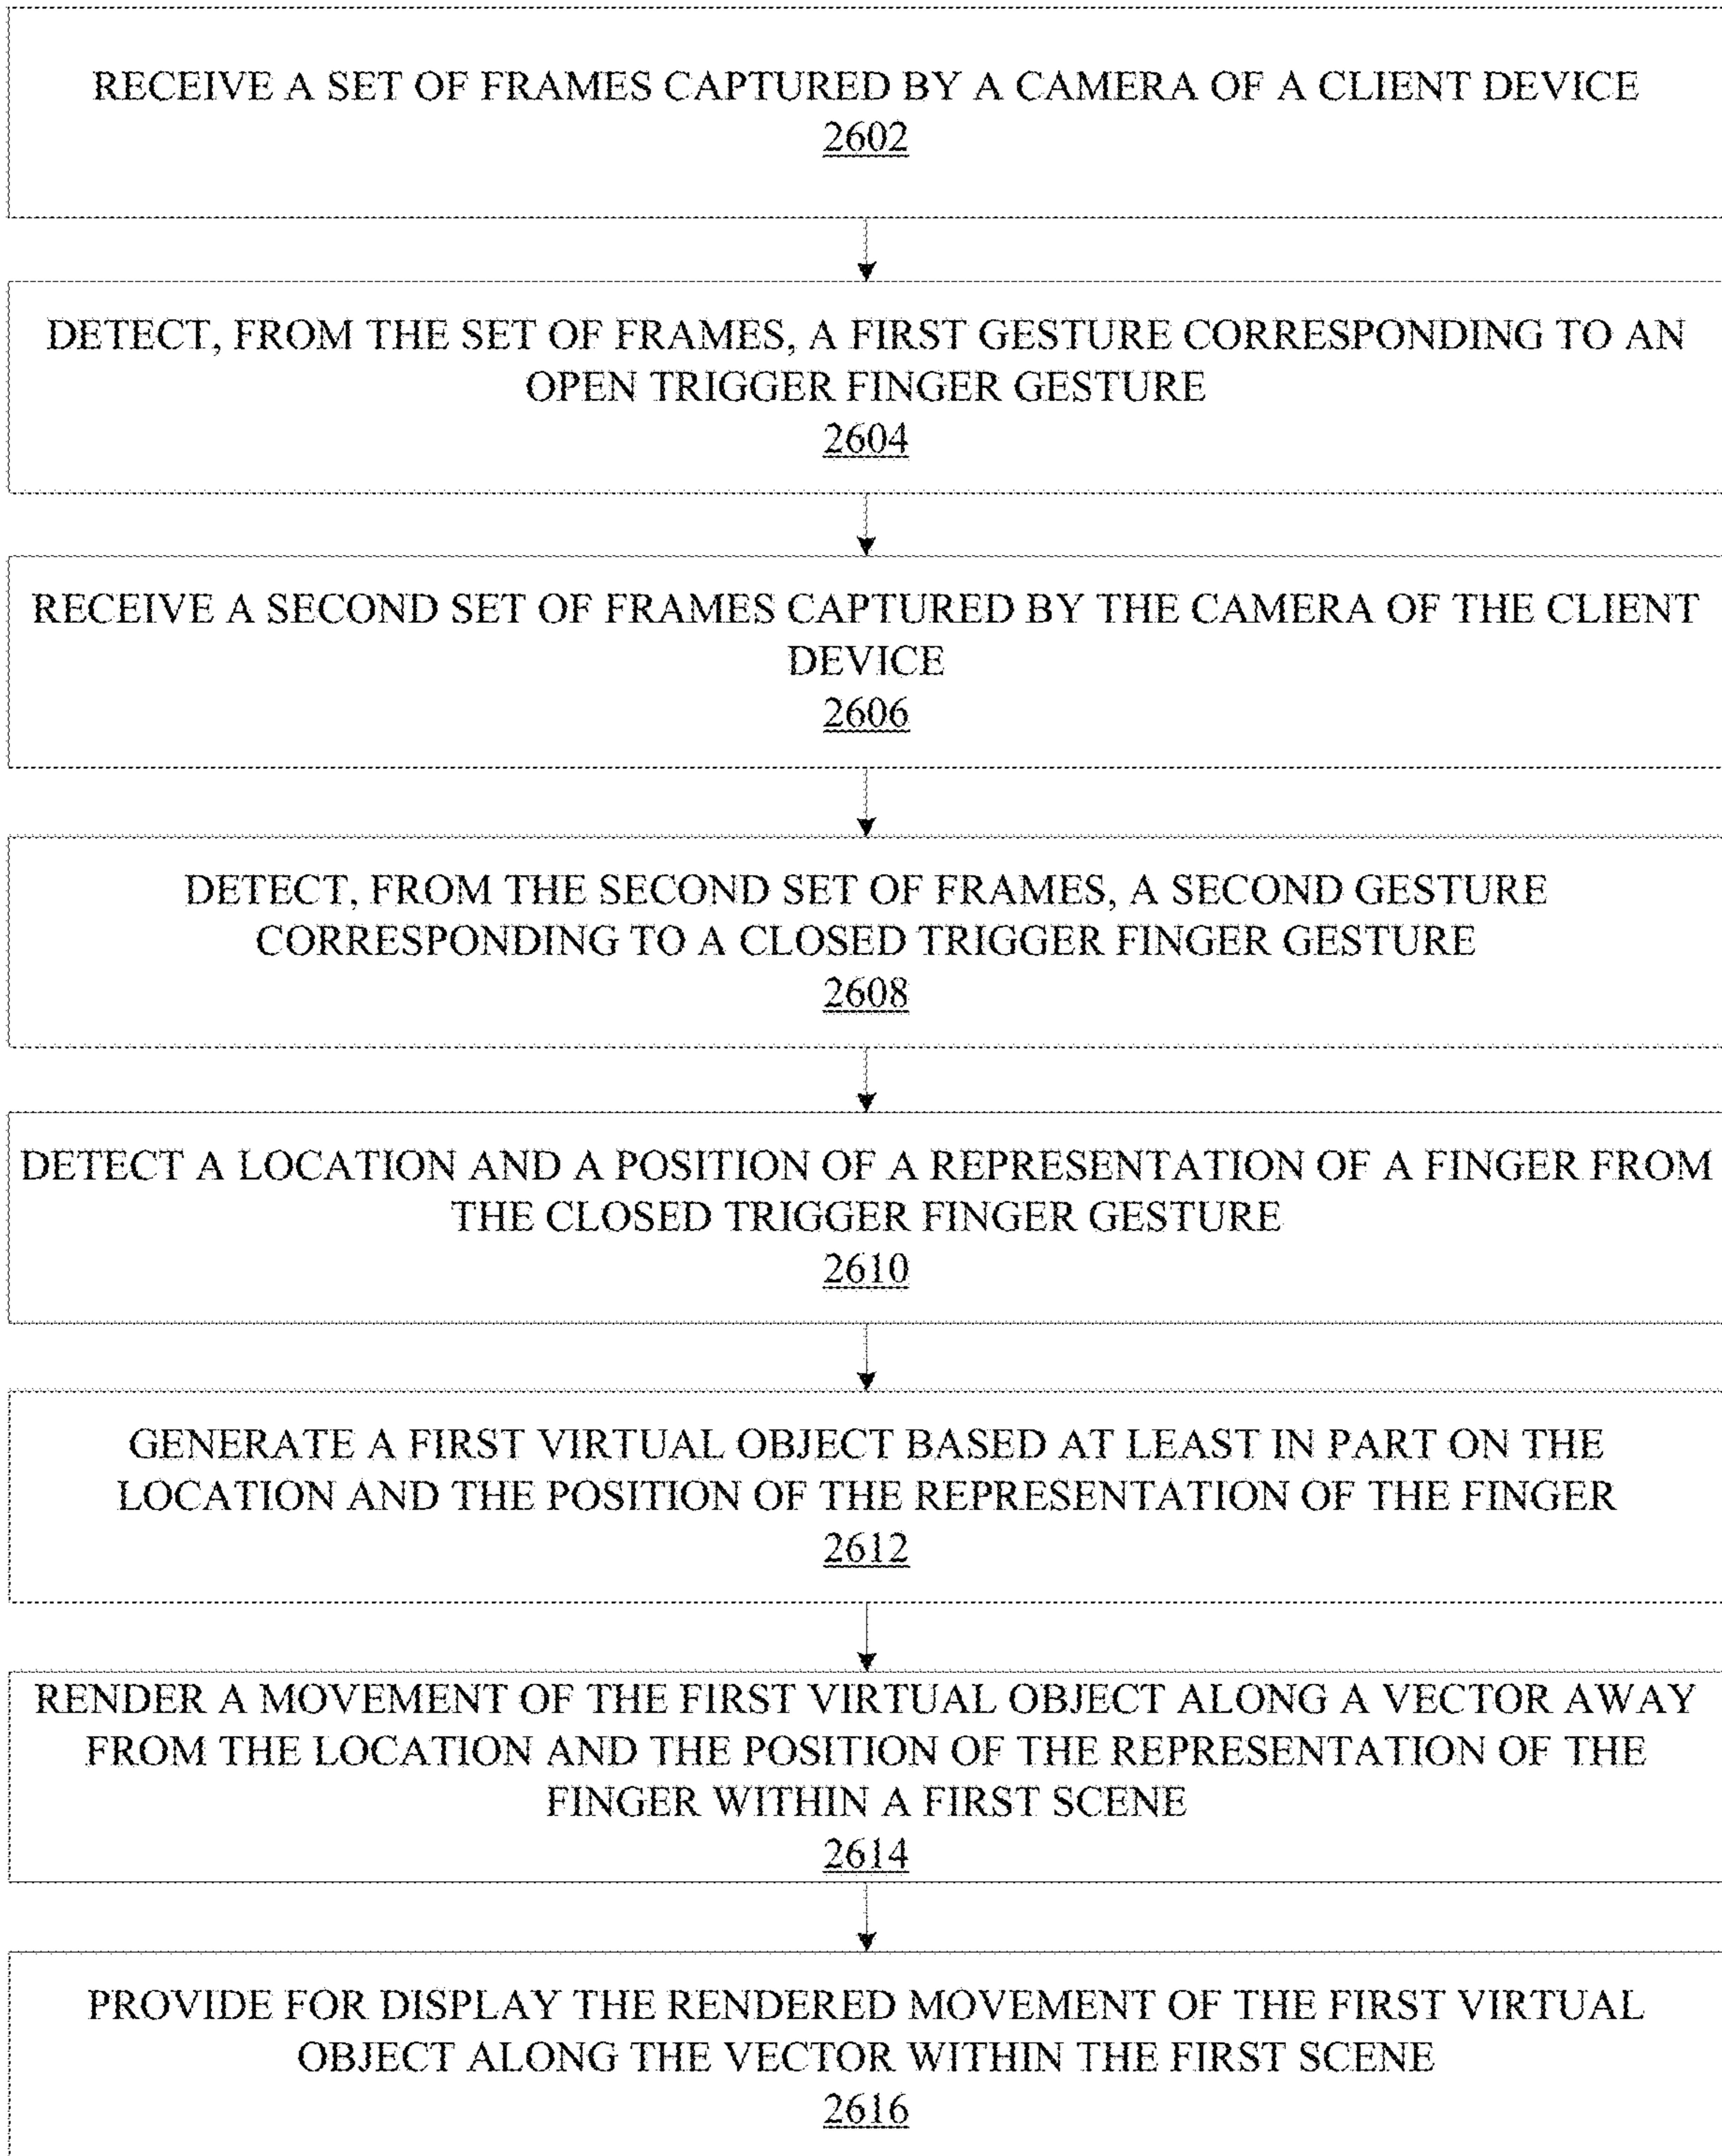 RECEIVE A SET OF FRAMES CAPTURED BY A CAMERA OF A CLIENT DEVICE
2602
DETECT, FROM THE SET OF FRAMES, A FIRST GESTURE CORRESPONDING TO AN
OPEN TRIGGER FINGER GESTURE
2604
RECEIVE A SECOND SET OF FRAMES CAPTURED BY THE CAMERA OF THE CLIENT
DEVICE
2606
DETECT, FROM THE SECOND SET OF FRAMES, A SECOND GESTURE
CORRESPONDING TO A CLOSED TRIGGER FINGER GESTURE
2608
DETECT A LOCATION AND A POSITION OF A REPRESENTATION OF A FINGER FROM
THE CLOSED TRIGGER FINGER GESTURE
2610
GENERATE A FIRST VIRTUAL OBJECT BASED AT LEAST IN PART ON THE
LOCATION AND THE POSITION OF THE REPRESENTATION OF THE FINGER
2612
RENDER A MOVEMENT OF THE FIRST VIRTUAL OBJECT ALONG A VECTOR AWAY
FROM THE LOCATION AND THE POSITION OF THE REPRESENTATION OF THE
FINGER WITHIN A FIRST SCENE
2614
PROVIDE FOR DISPLAY THE RENDERED MOVEMENT OF THE FIRST VIRTUAL
OBJECT ALONG THE VECTOR WITHIN THE FIRST SCENE
2616